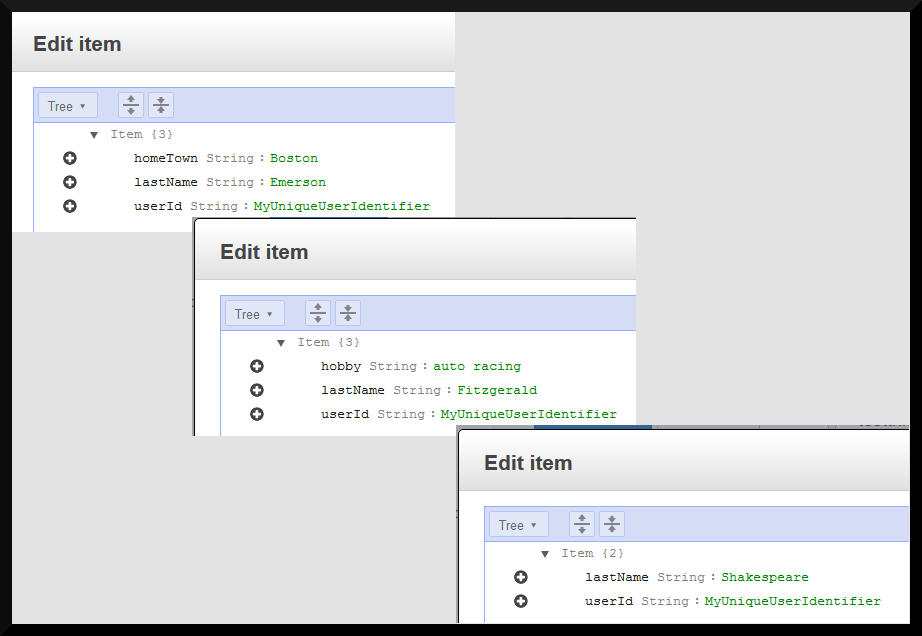 Edit item
Tree
Item {3}
homeTown String : Boston
lastName String : Emerson
userId String : MyUniqueUserIdentifier
Edit item
Tree
Item {3}
hobby String : auto racing
lastName String : Fitzgerald
userId String : MyUniqueUserIdentifier
Edit item
Tree
Item {2}
lastName String : Shakespeare
userId String : MyUniqueUserIdentifier